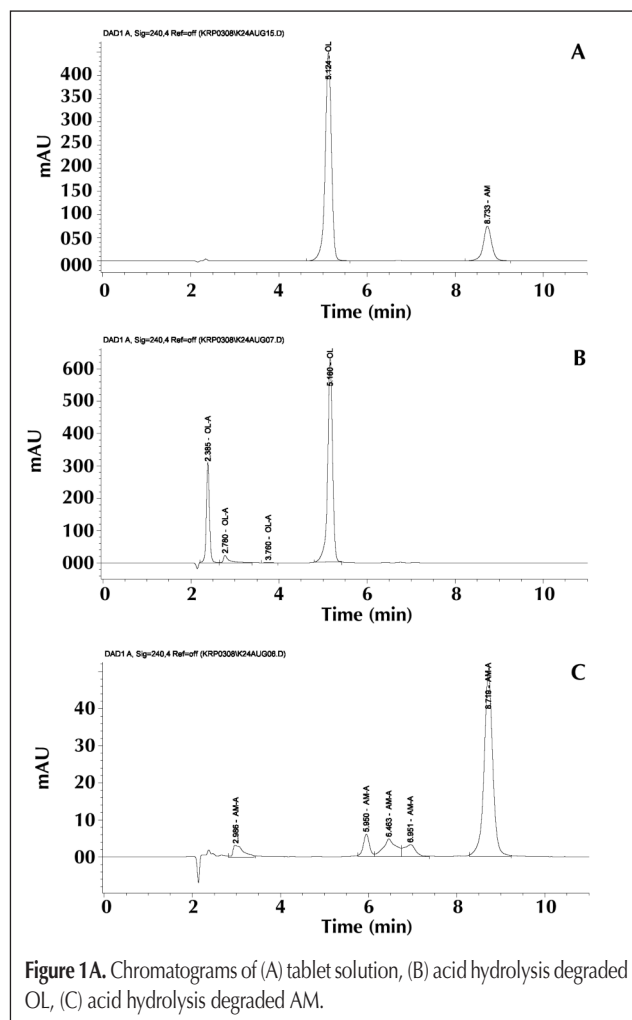 DAD1 A, Sig=240,4 Ref=off (KRP0308\K24AUG15.D)
A
mAU
400
350
300
250
200
150
100
050
000
5.124 - OL
8.733 - AM
0 2 4 6 8 10
Time (min)
DAD1 A, Sig=240,4 Ref=off (KRP0308\K24AUG07.D)
B
mAU
600
500
400
300
200
100
000
2.385 - OL-A
2.780 - OL-A
3.760 - OL-A
5.160 - OL
0 2 4 6 8 10
Time (min)
DAD1 A, Sig=240,4 Ref=off (KRP0308\K24AUG06.D)
C
mAU
40
30
20
10
00
2.986 - AM-A
5.950 - AM-A
6.463 - AM-A
6.951 - AM-A
8.719 - AM-A
0 2 4 6 8 10
Time (min)
Figure 1A. Chromatograms of (A) tablet solution, (B) acid hydrolysis degraded
OL, (C) acid hydrolysis degraded AM.